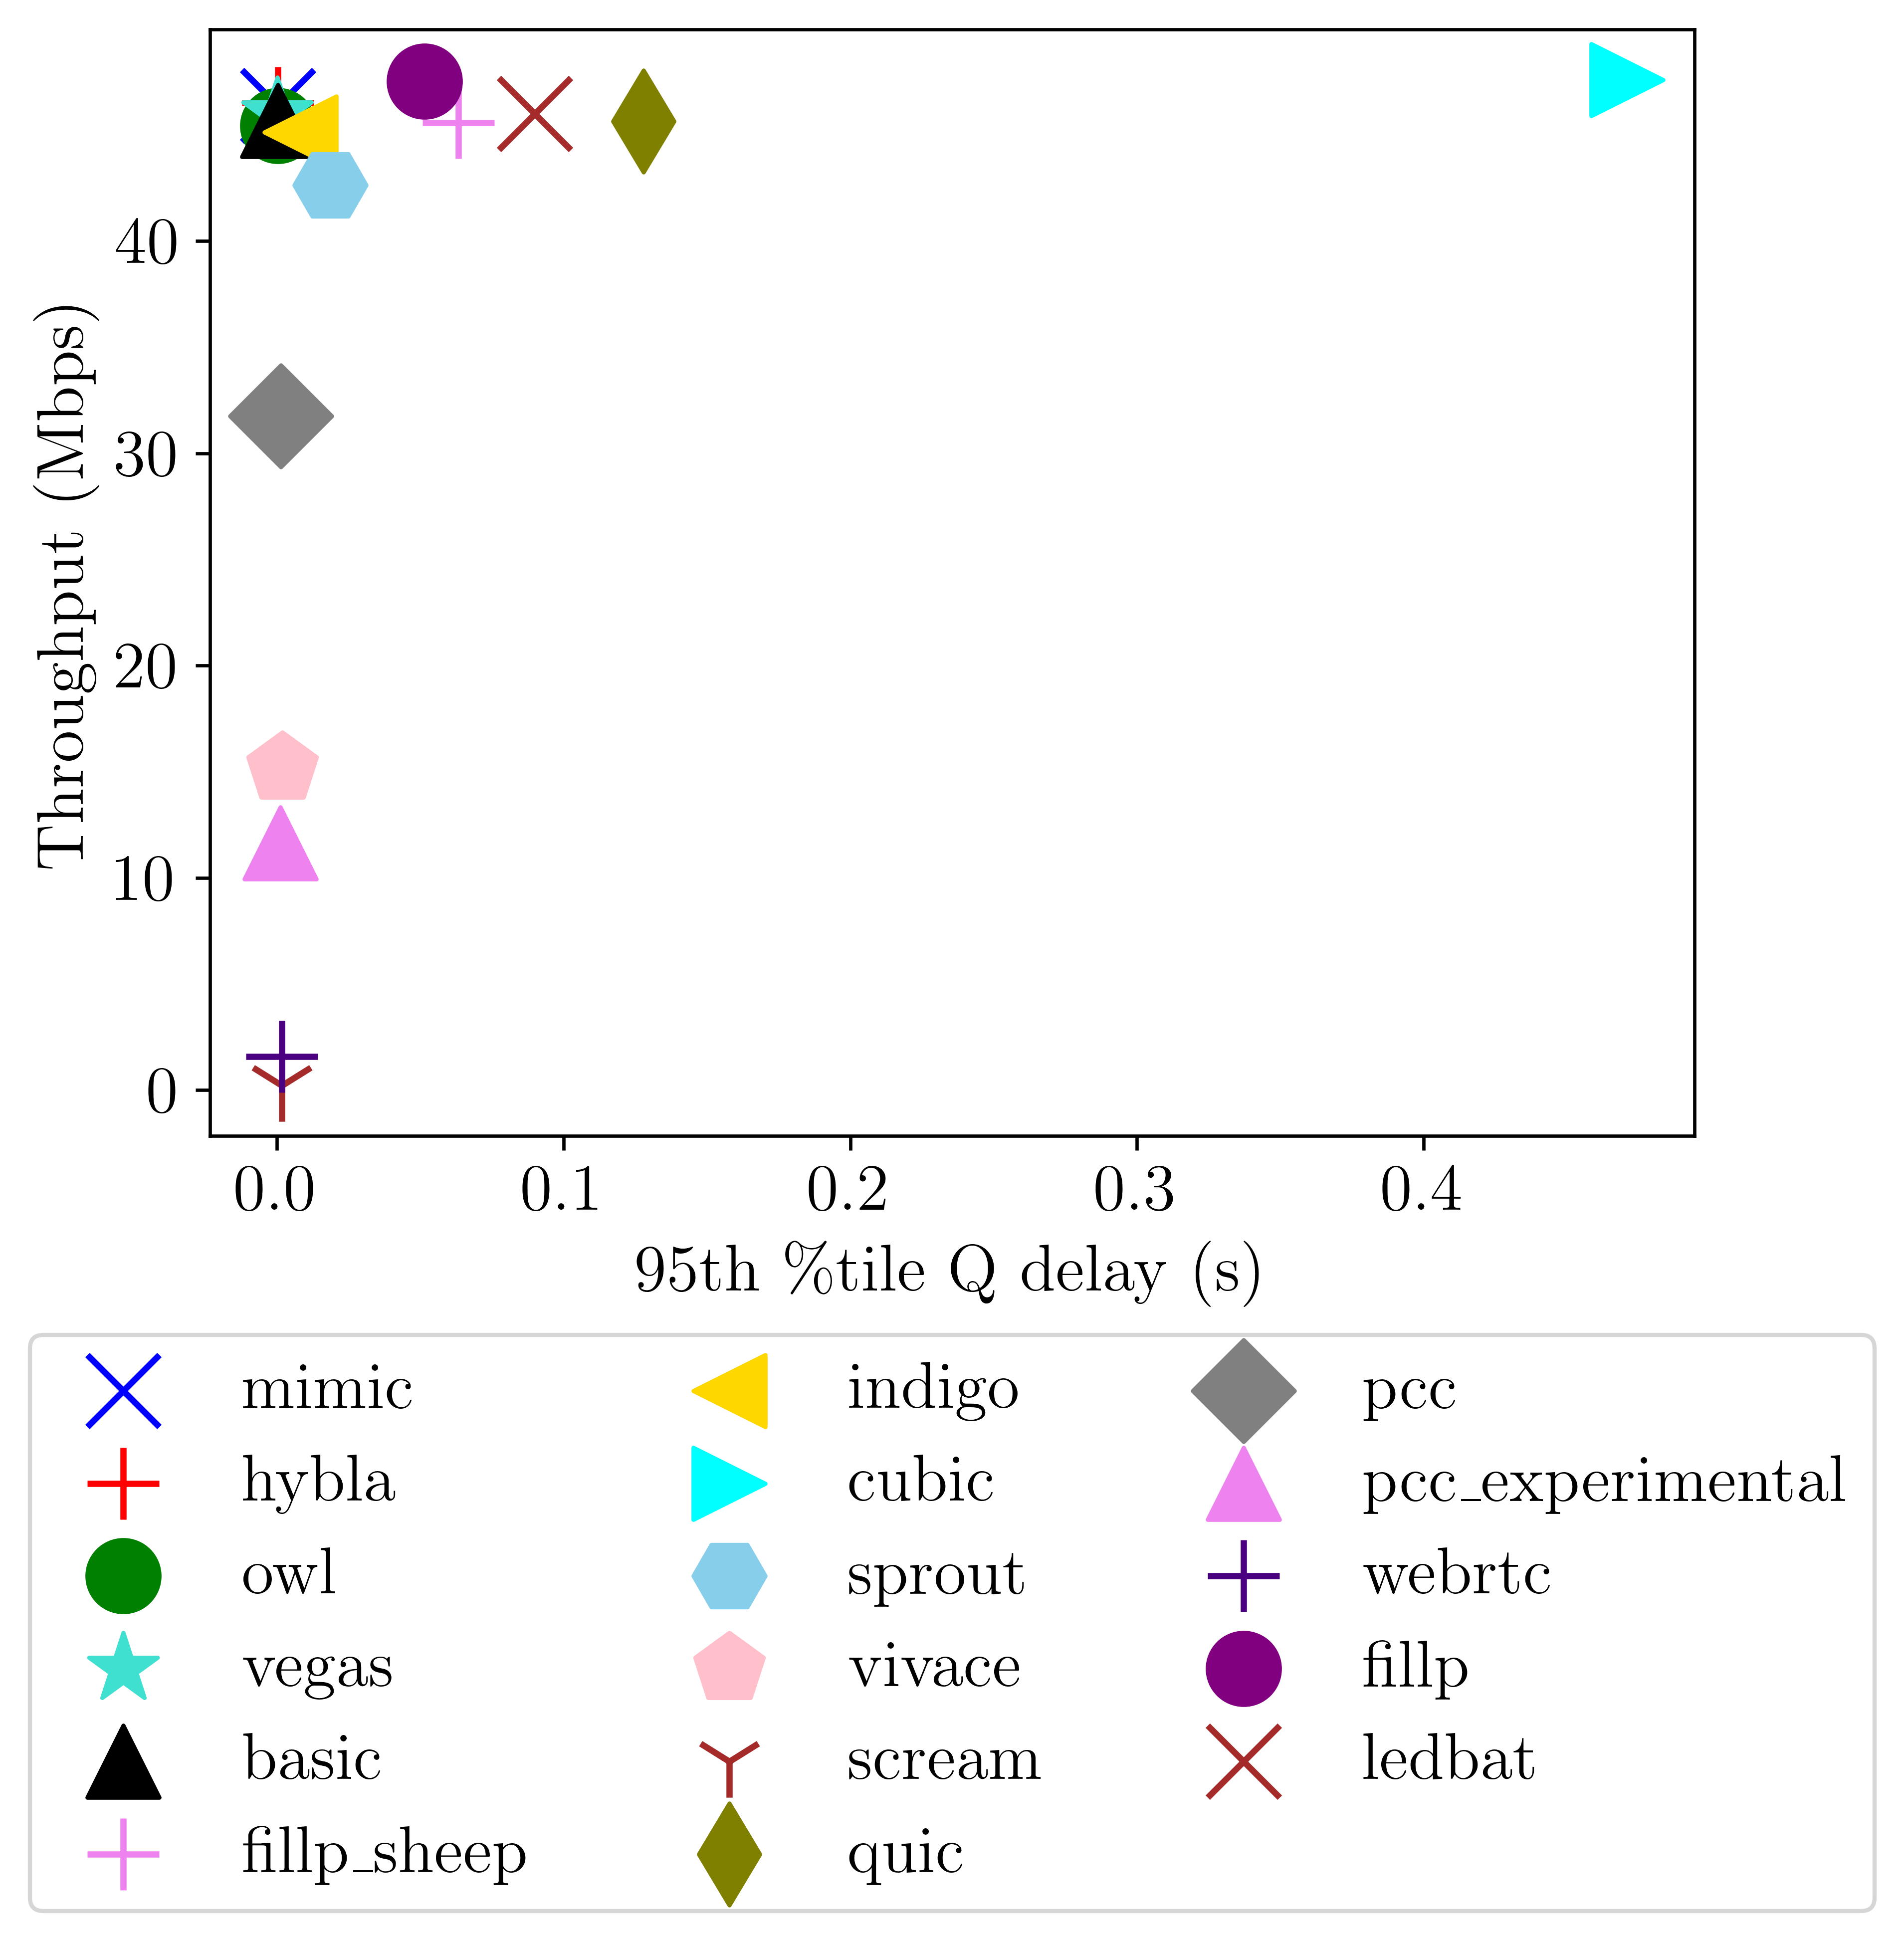 Throughput (Mbps)
40
30
20
10
0
0.0 0.1 0.2 0.3 0.4
95th %tile Q delay (s)
mimic
hybla
owl
vegas
basic
fillp_sheep
indigo
cubic
sprout
vivace
scream
quic
pcc
pcc_experimental
webrtc
fillp
ledbat